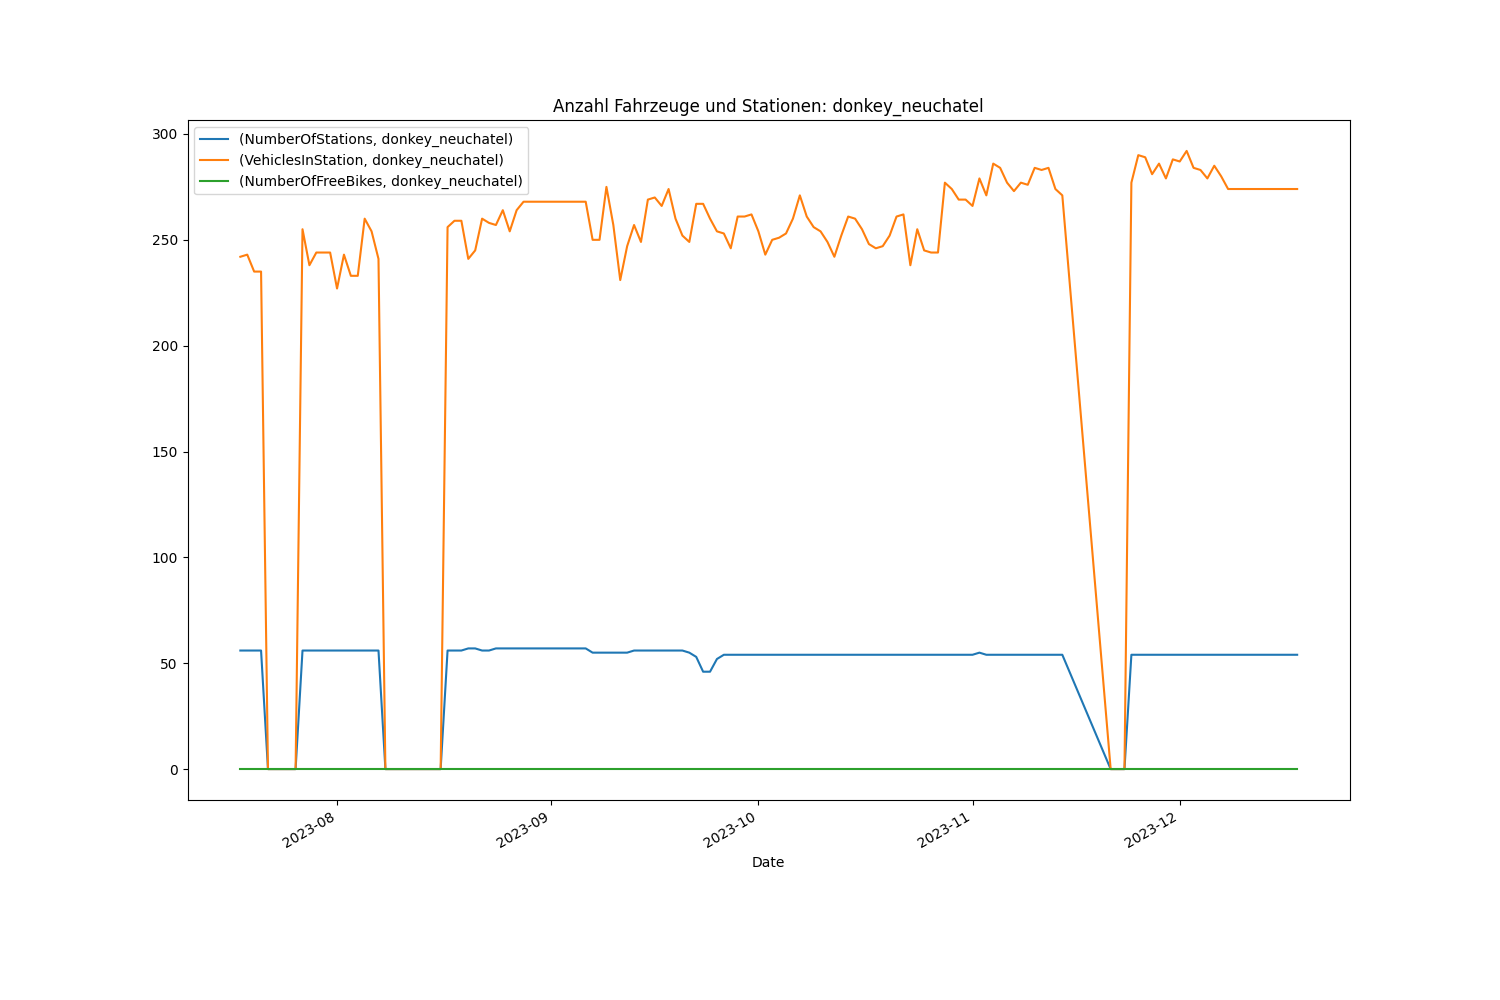 Anzahl Fahrzeuge und Stationen: donkey_neuchatel
(NumberOfStations, donkey_neuchatel)
(VehiclesInStation, donkey_neuchatel)
(NumberOfFreeBikes, donkey_neuchatel)
300
250
200
150
100
50
0
2023-08
2023-09
2023-10
2023-11
2023-12
Date